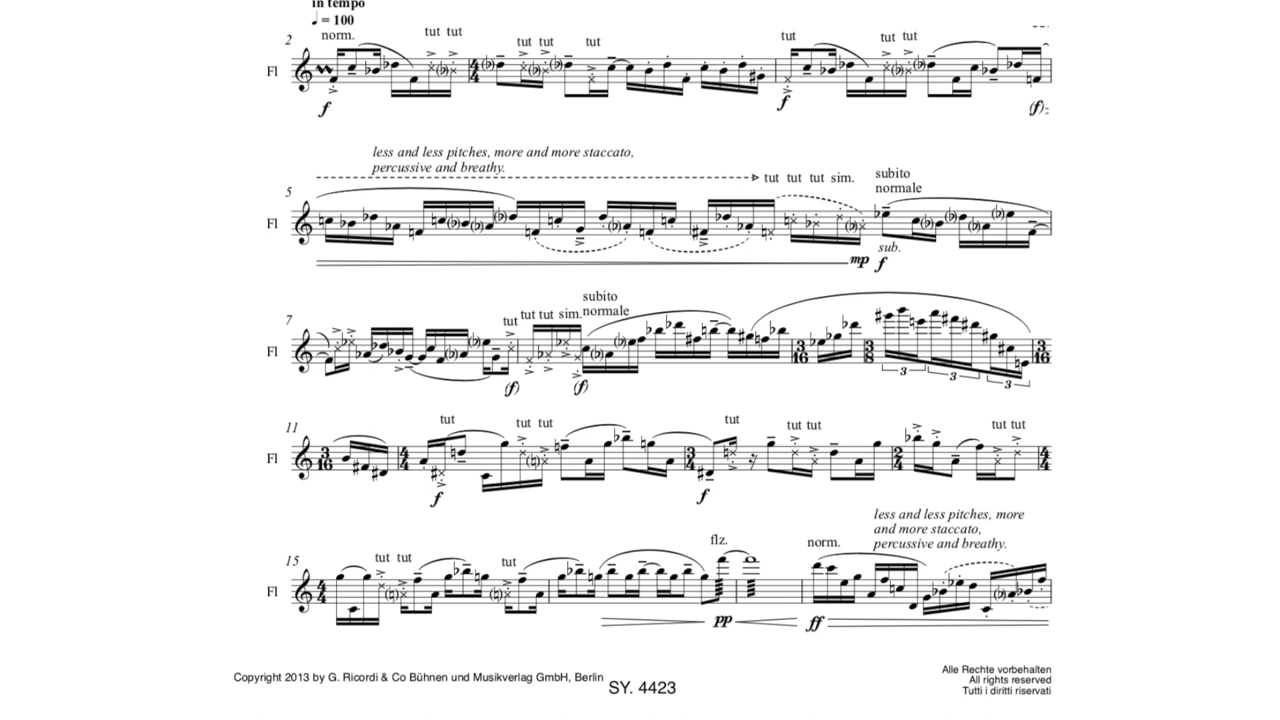 in tempo
♩ = 100
norm. tut tut tut tut tut tut tut tut
2
Fl
f f (f)
less and less pitches, more and more staccato,
percussive and breathy.
tut tut tut sim. subito
normale
5
Fl
sub.
mp f
7
tut tut tut sim. subito
normale
Fl
3 3 3
(f) (f)
11
tut tut tut tut tut tut tut tut
Fl
f f
less and less pitches, more
and more staccato,
percussive and breathy.
15
tut tut tut flz. norm.
Fl
pp ff
Copyright 2013 by G. Ricordi & Co Bühnen und Musikverlag GmbH, Berlin
SY. 4423
Alle Rechte vorbehalten
All rights reserved
Tutti i diritti riservati